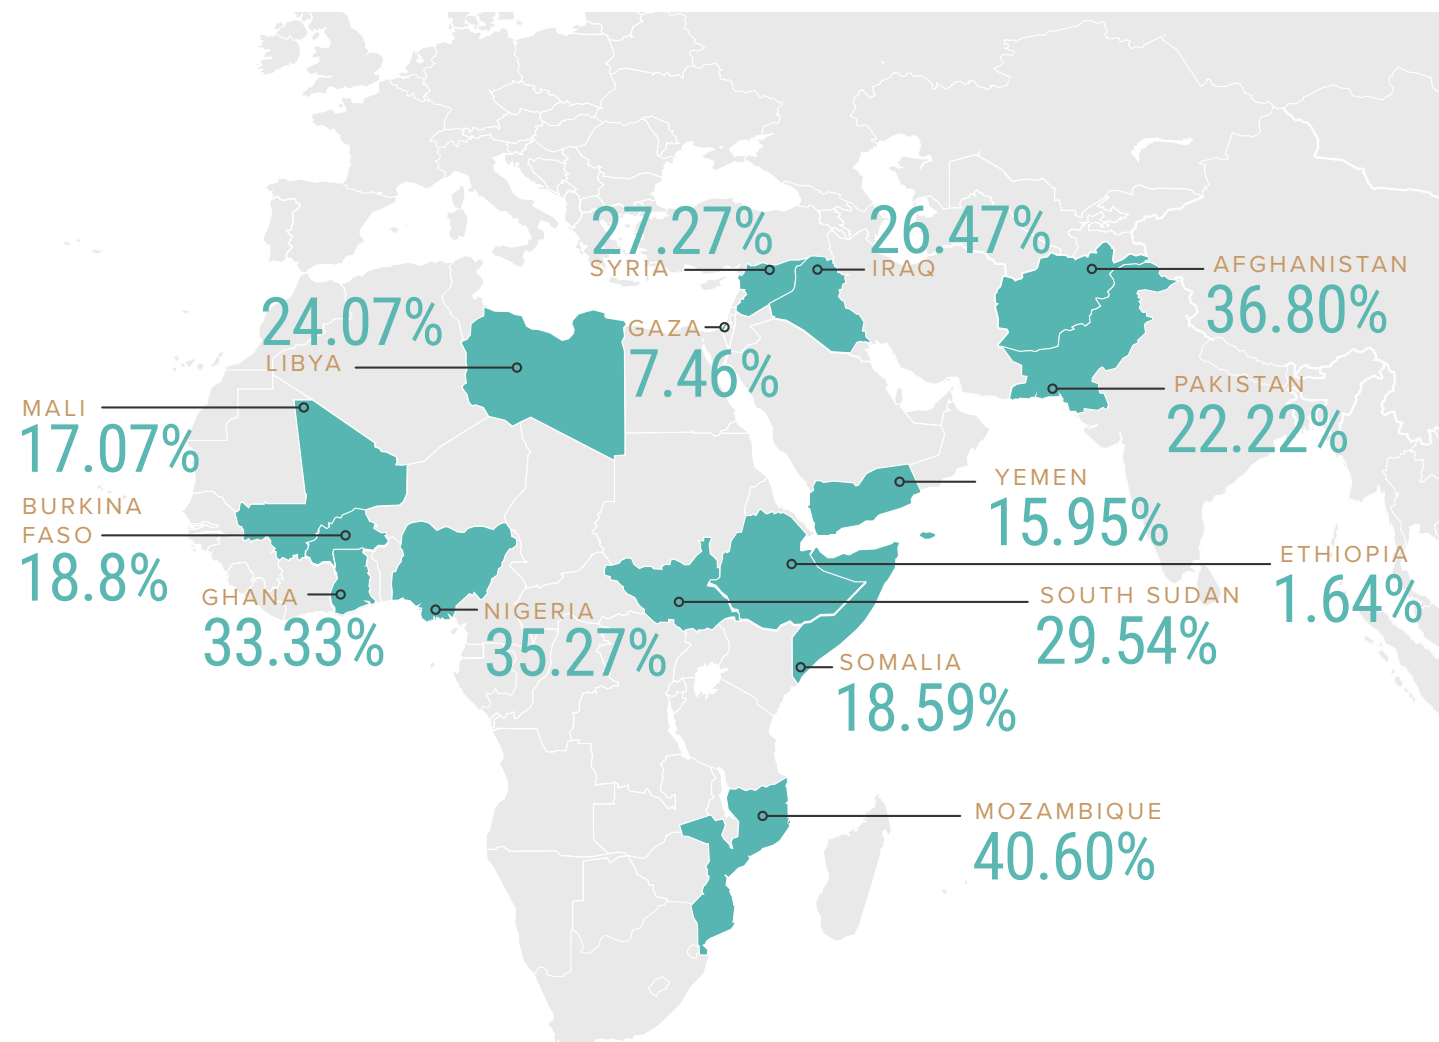 27.27%
SYRIA
26.47%
IRAQ
AFGHANISTAN
36.80%
24.07%
LIBYA
GAZA
7.46%
PAKISTAN
22.22%
MALI
17.07%
YEMEN
15.95%
BURKINA
FASO
18.8%
ETHIOPIA
1.64%
GHANA
33.33%
NIGERIA
35.27%
SOUTH SUDAN
29.54%
SOMALIA
18.59%
MOZAMBIQUE
40.60%